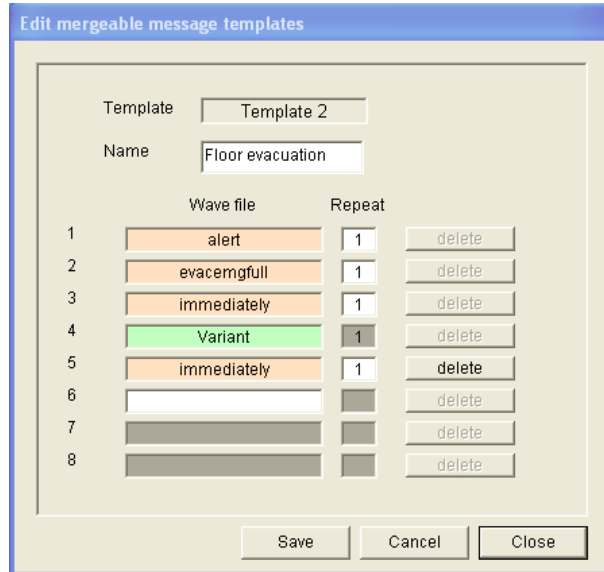 Edit mergeable message templates
Template Template 2
Name Floor evacuation
Wave file Repeat
1 alert 1 delete
2 evacemgfull 1 delete
3 immediately 1 delete
4 Variant 1 delete
5 immediately 1 delete
6 delete
7 delete
8 delete
Save Cancel Close